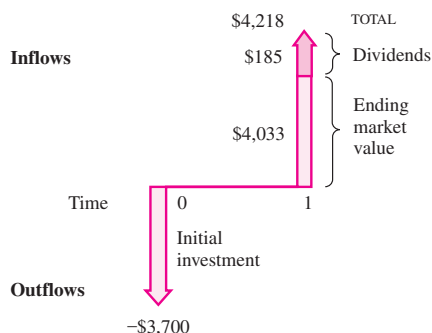 $4,218 TOTAL
Inflows $185 Dividends
Ending
market
value
$4,033
Time 0 1
Initial
investment
Outflows
–$3,700